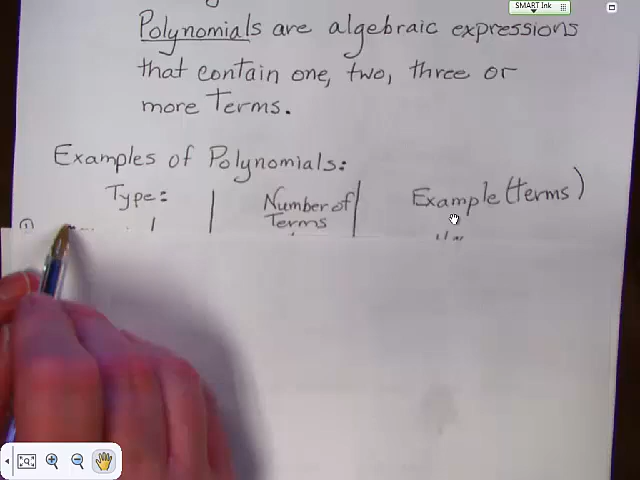 SMART Ink
Polynomials are algebraic expressions
that contain one, two, three or
more Terms.
Examples of Polynomials:
Type: Number of Terms Example (terms)
①